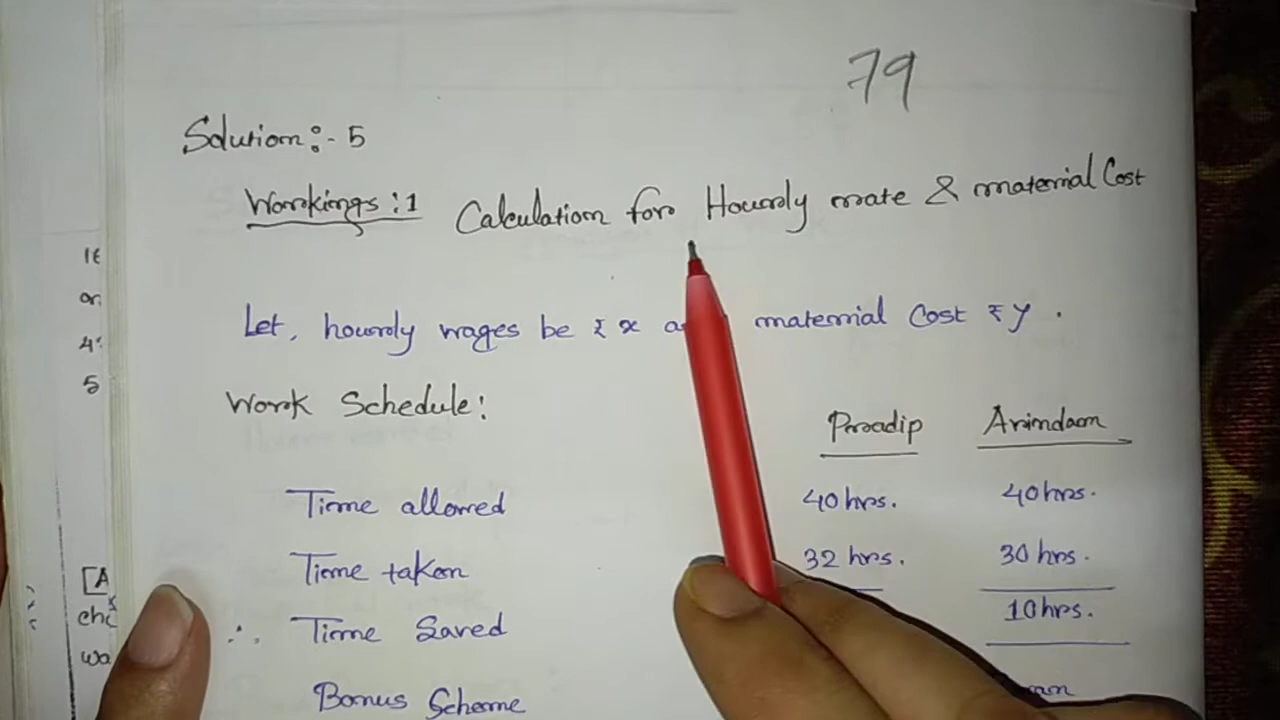 79
Solution:- 5
Workings : 1 Calculation for Hourly rate & material Cost
Let, hourly wages be ₹ x material Cost ₹ y .
Work Schedule:
Pradip Arindam
Time allowed 40 hrs. 40 hrs.
Time taken 32 hrs. 30 hrs.
∴ Time Saved 10 hrs.
Bonus Scheme